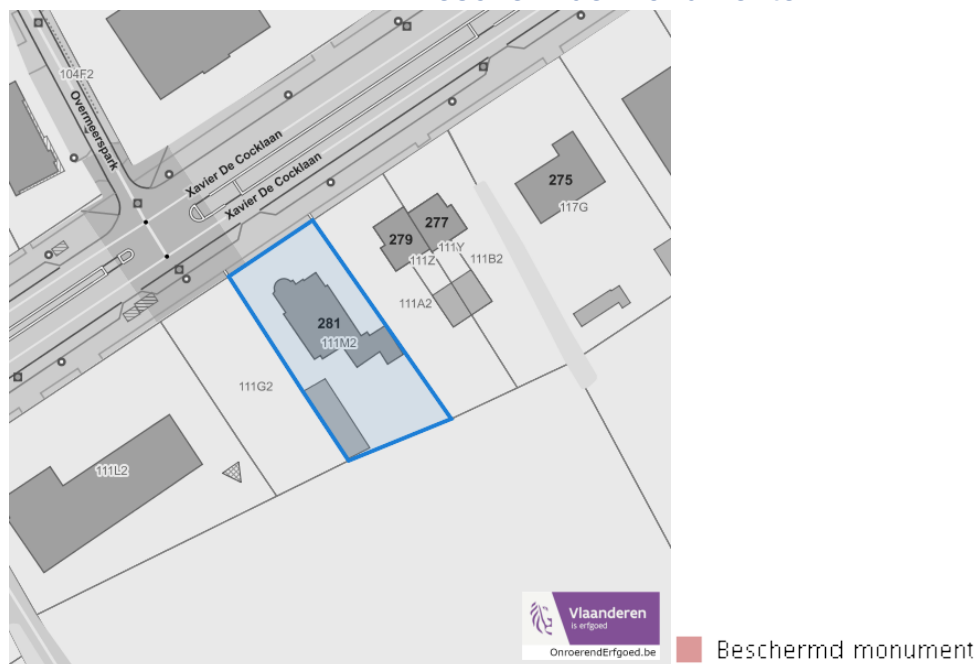 104F2
Overmeerspark
Xavier De Cocklaan
Xavier De Cocklaan
275
117G
277
279
111Y
111Z
111B2
111A2
281
111M2
111G2
111L2
Vlaanderen
is erfgoed
OnroerendErfgoed.be
Beschermd monument